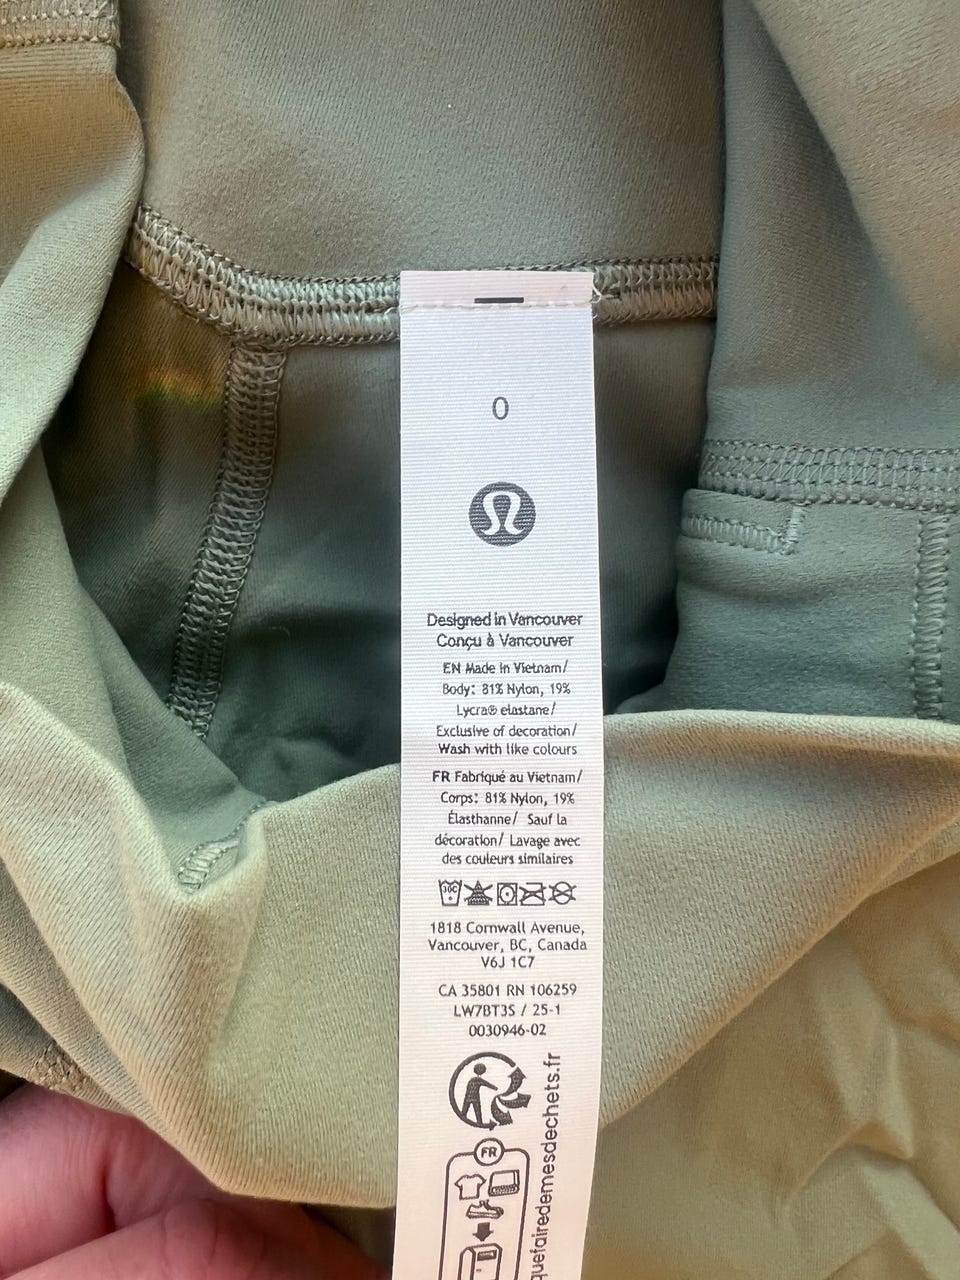 0
Designed in Vancouver
Conçu à Vancouver
EN Made in Vietnam/
Body: 81% Nylon, 19%
Lycra® elastane/
Exclusive of decoration/
Wash with like colours
FR Fabriqué au Vietnam/
Corps: 81% Nylon, 19%
Élasthanne/ Sauf la
décoration/ Lavage avec
des couleurs similaires
30C
1818 Cornwall Avenue,
Vancouver, BC, Canada
V6J 1C7
CA 35801 RN 106259
LW7BT3S / 25-1
0030946-02
FR
quefairedemesdechets.fr